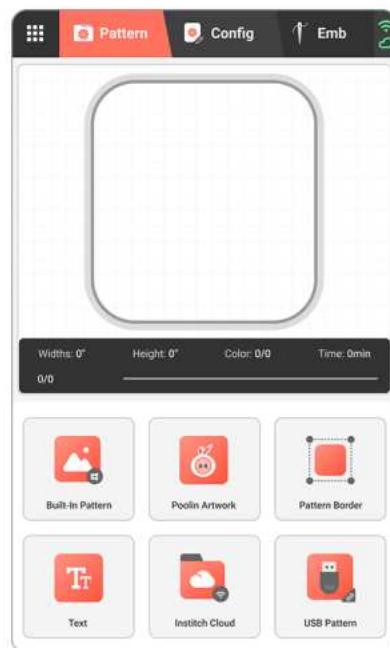 Pattern Config Emb
Widths: 0" Height: 0" Color: 0/0 Time: 0min
0/0
Built-In Pattern Poolin Artwork Pattern Border
Text Institch Cloud USB Pattern